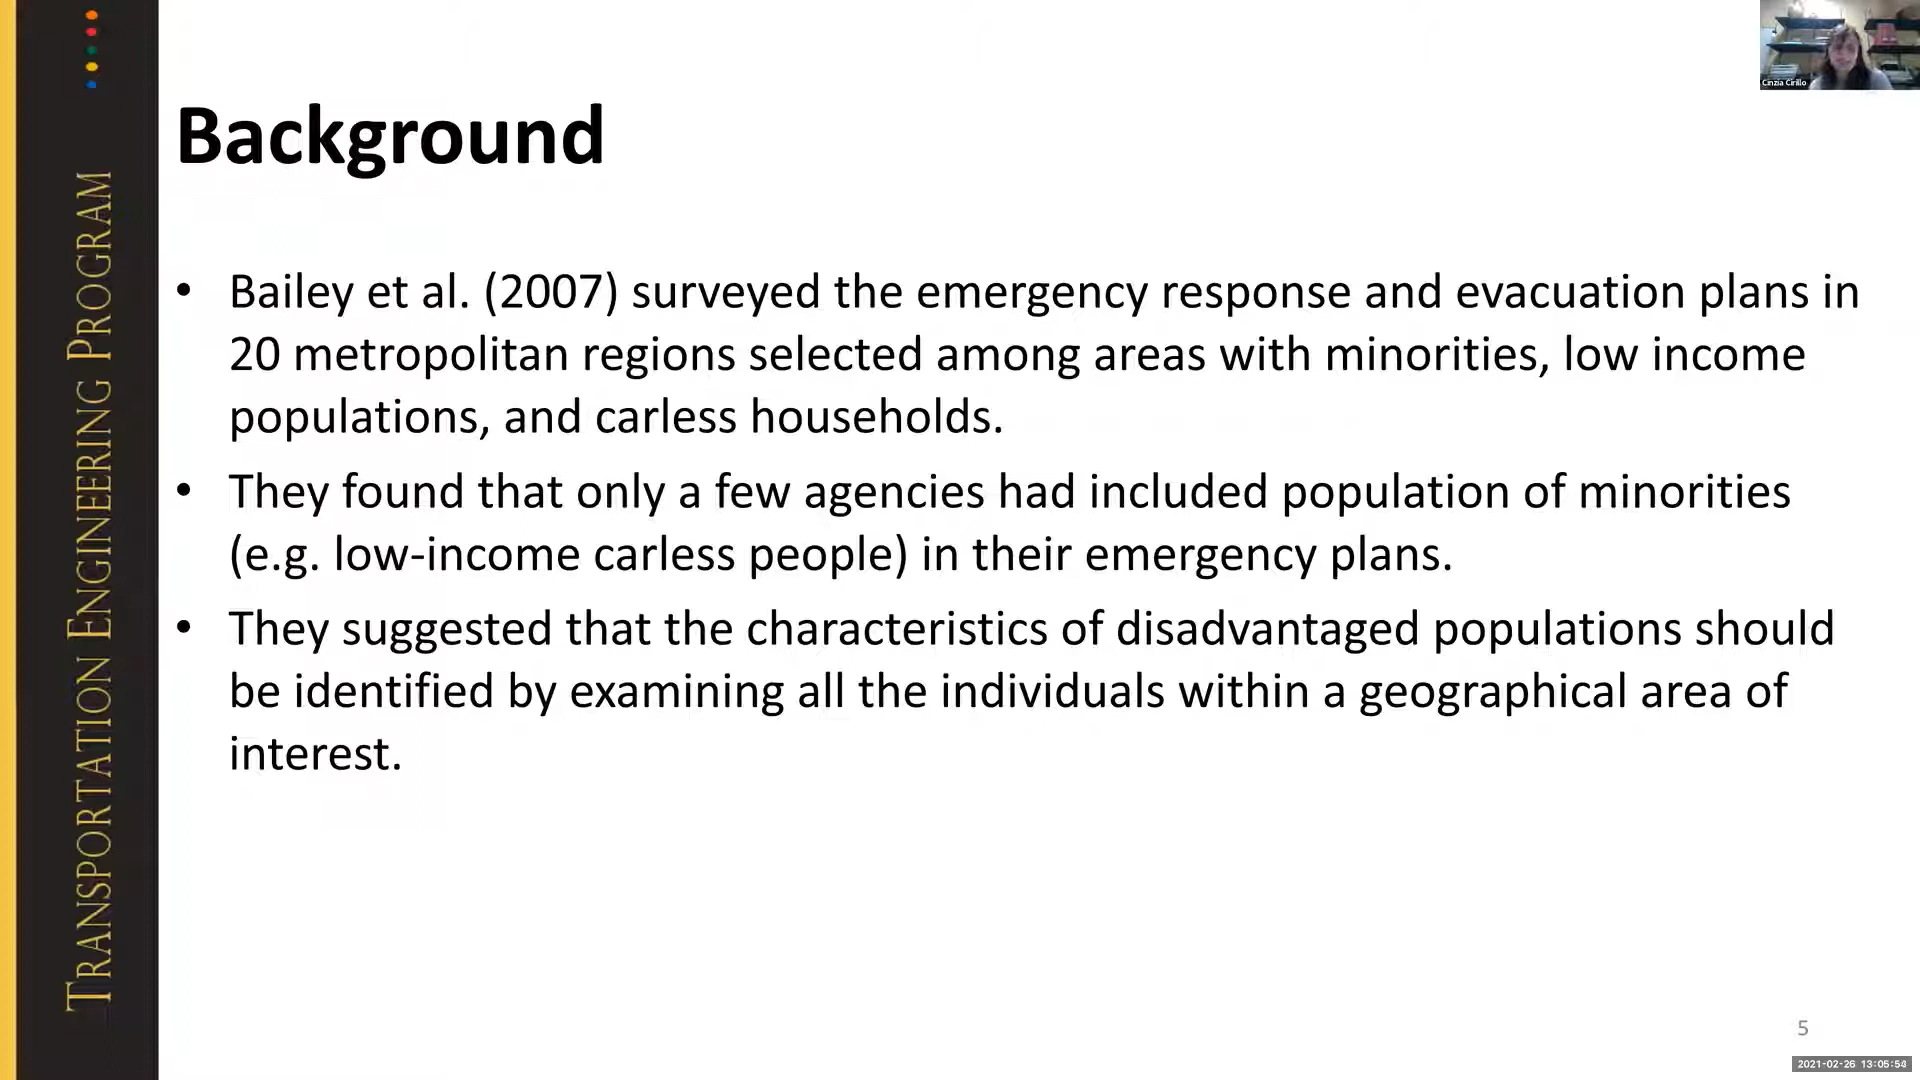 TRANSPORTATION ENGINEERING PROGRAM
Cinzia Cirillo
Background
• Bailey et al. (2007) surveyed the emergency response and evacuation plans in
20 metropolitan regions selected among areas with minorities, low income
populations, and carless households.
• They found that only a few agencies had included population of minorities
(e.g. low-income carless people) in their emergency plans.
• They suggested that the characteristics of disadvantaged populations should
be identified by examining all the individuals within a geographical area of
interest.
5
2021-02-26 13:05:54